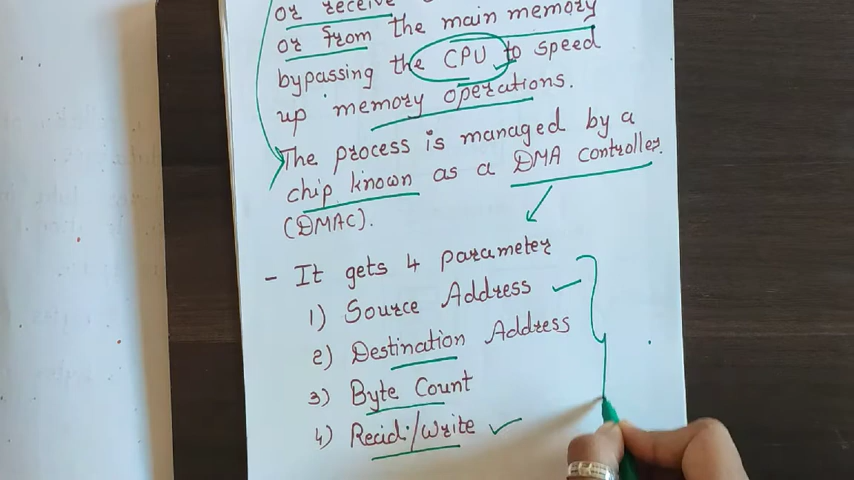 or receive
or from the main memory
bypassing the CPU to speed
up memory operations.
The process is managed by a
chip known as a DMA controller.
(DMAC).
- It gets 4 parameter
1) Source Address
2) Destination Address
3) Byte Count
4) Read/Write